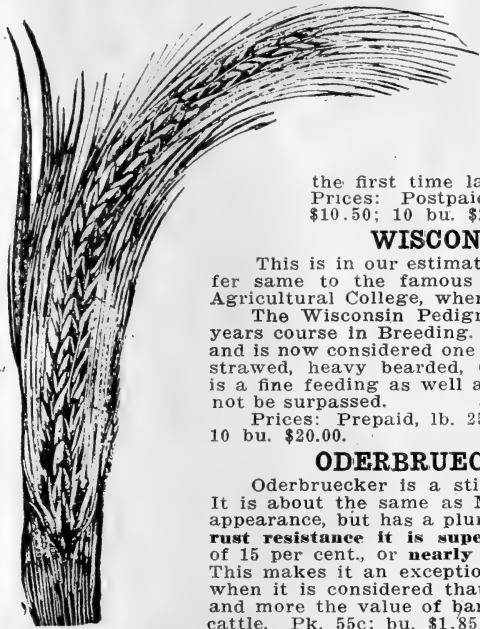 the first time la
Prices: Postpaid
$10.50; 10 bu. $
WISCON
This is in our estimat
fer same to the famous
Agricultural College, wher
The Wisconsin Pedigr
years course in Breeding.
and is now considered one
strawed, heavy bearded,
is a fine feeding as well a
not be surpassed.
Prices: Prepaid, lb. 25
10 bu. $20.00.
ODERBRUEC
Oderbruecker is a sti
It is about the same as M
appearance, but has a plu
rust resistance it is supe
of 15 per cent., or nearly
This makes it an exception
when it is considered that
and more the value of bar
cattle. Pk. 55c; bu. $1.85